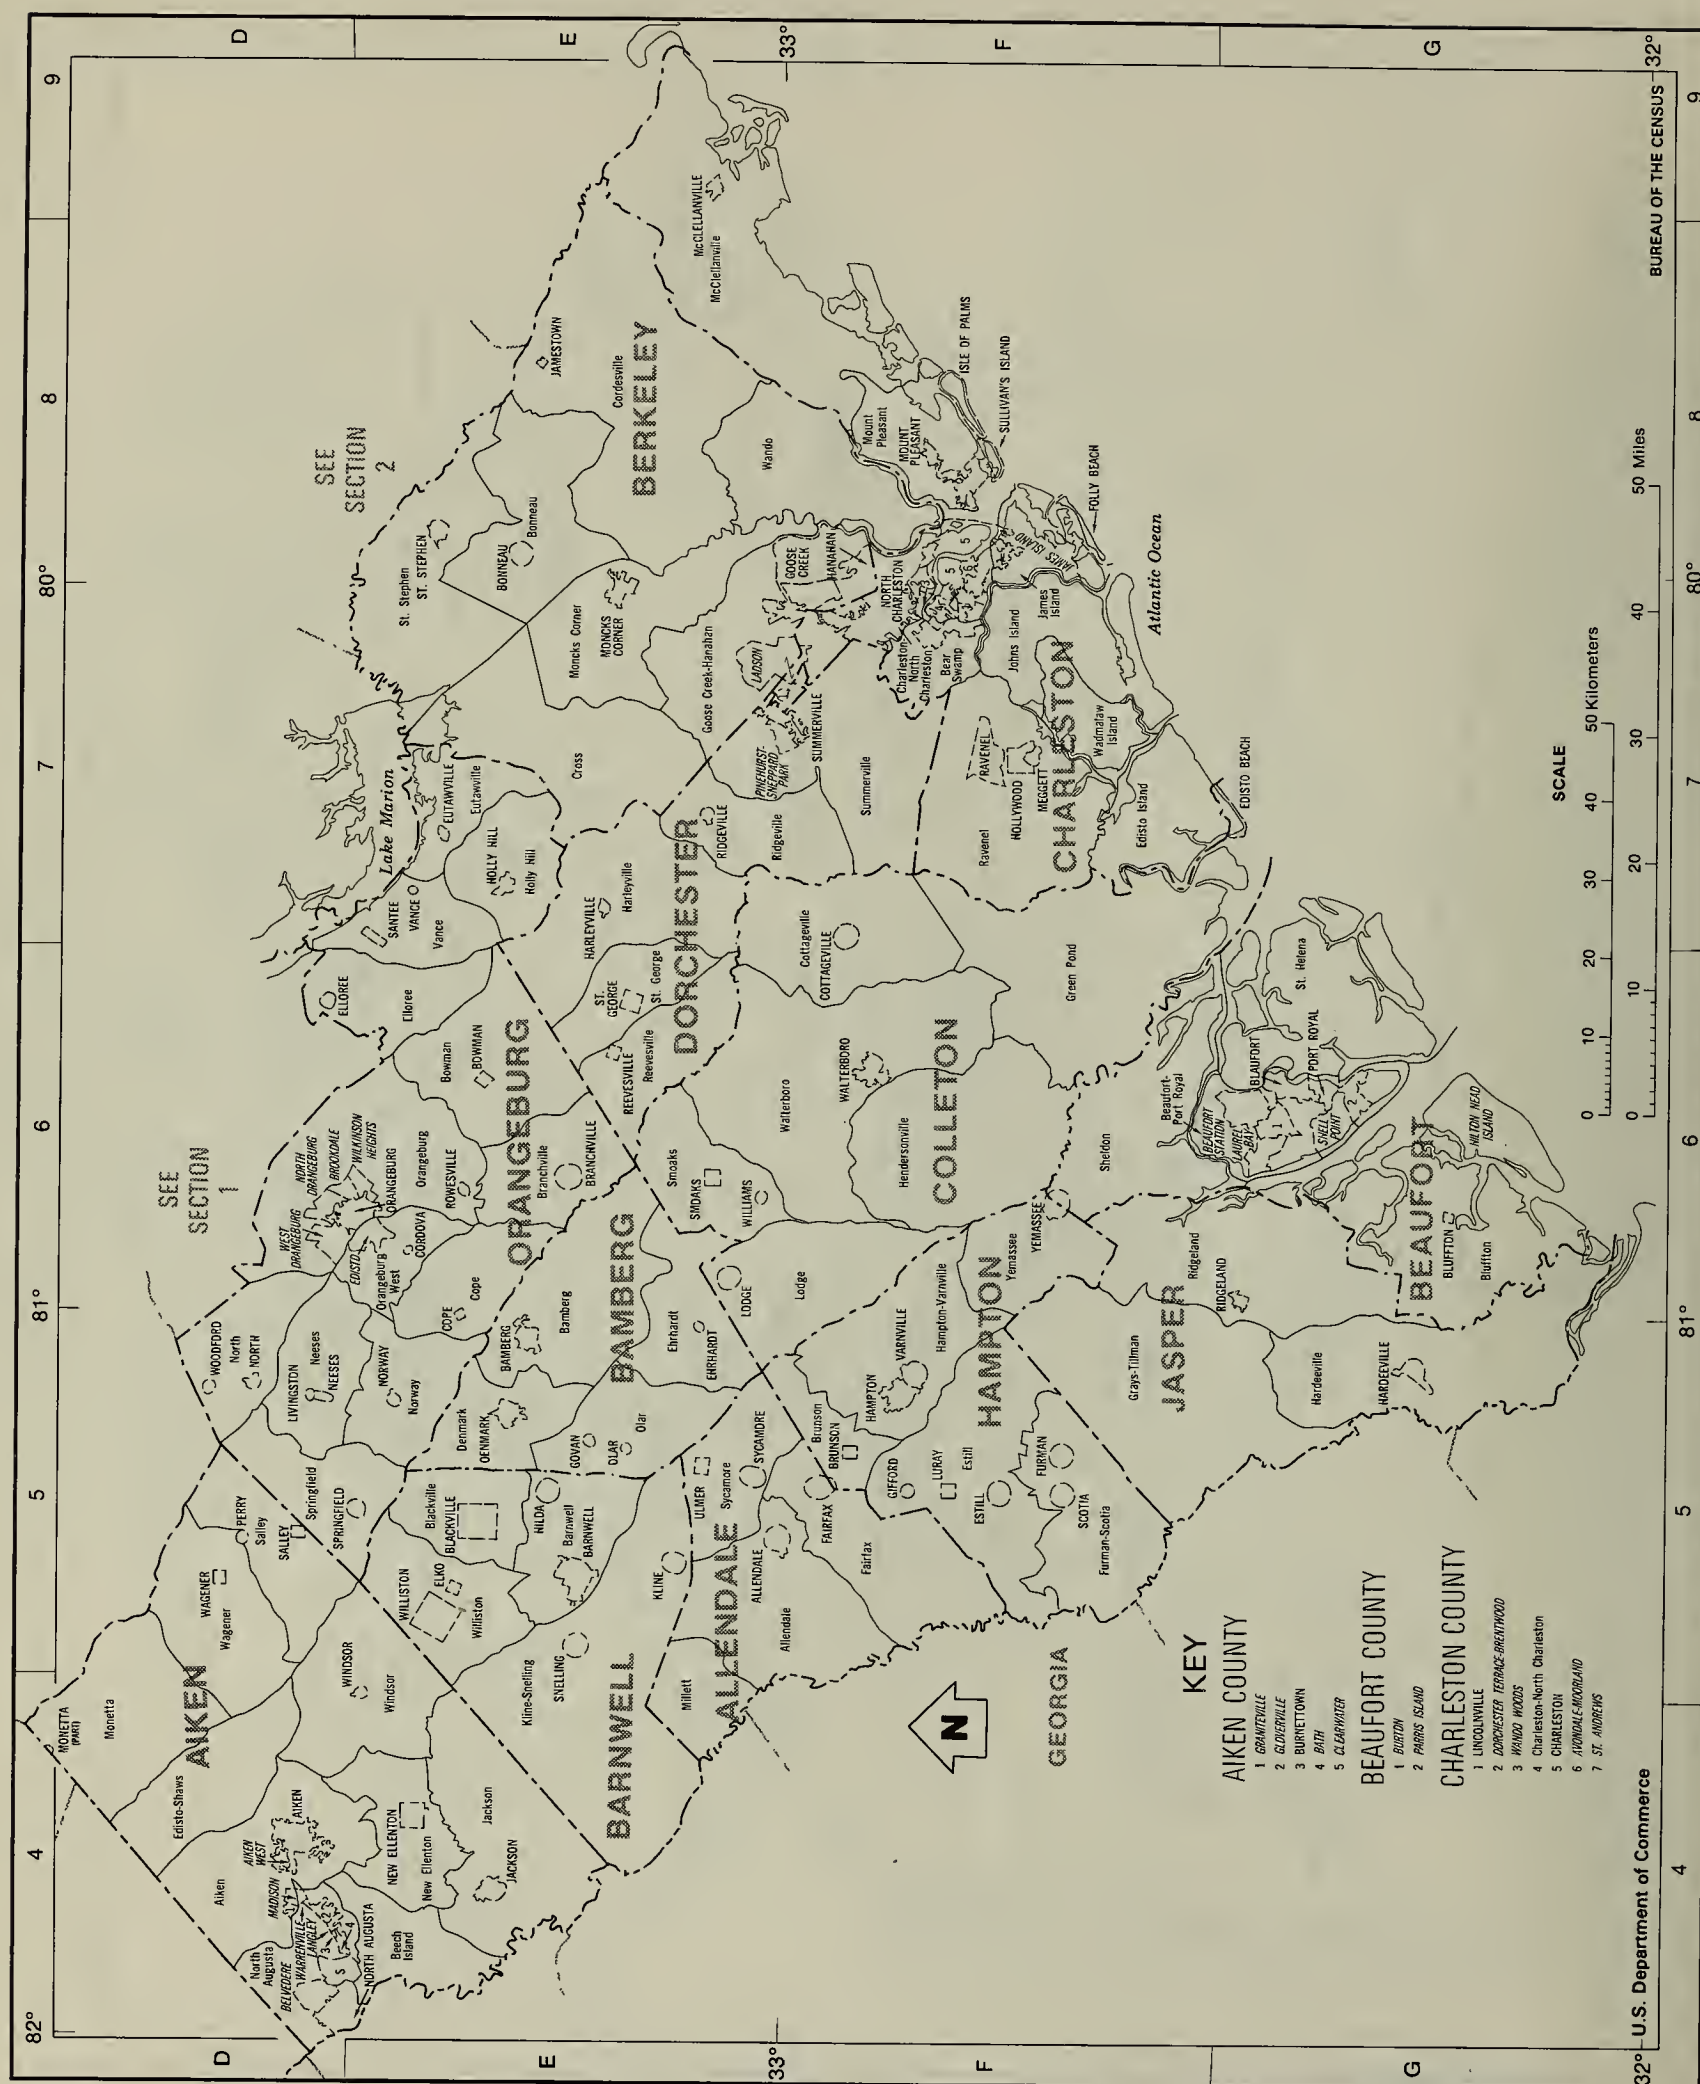 4
5
6
7
8
9
82°
81°
80°
D
E
F
G
33°
32°
SEE
SECTION
1
SEE
SECTION
2
AIKEN
MONETTA
(PART)
Monetta
Edisto-Shaws
Aiken
AIKEN
WEST
AIKEN
MADISON
WARRENVILLE
LANGLEY
BELVEDERE
North
Augusta
NORTH AUGUSTA
Beech
Island
NEW ELLENTON
New Ellenton
Jackson
JACKSON
WINDSOR
Windsor
WAGENER
Wagener
PERRY
Salley
SALLEY
BARNWELL
WILLISTON
ELKO
Williston
Blackville
BLACKVILLE
HILDA
Barnwell
BARNWELL
Kline-Snelling
SNELLING
KLINE
ALLENDALE
Millett
Allendale
ALLENDALE
ULMER
Sycamore
SYCAMORE
FAIRFAX
Fairfax
ORANGEBURG
Springfield
SPRINGFIELD
WOODFORD
North
NORTH
LIVINGSTON
Neeses
NEESES
NORWAY
Norway
COPE
Cope
WEST
ORANGEBURG
NORTH
ORANGEBURG
BROOKDALE
WILKINSON
HEIGHTS
EDISTO
ORANGEBURG
Orangeburg
Orangeburg
West
CORDOVA
ROWESVILLE
Branchville
BRANCHVILLE
Bowman
BOWMAN
ELLOREE
Elloree
SANTEE
VANCE
Vance
Lake Marion
EUTAWVILLE
Eutawville
HOLLY HILL
Holly Hill
BAMBERG
Denmark
DENMARK
BAMBERG
Bamberg
GOVAN
OLAR
Olar
Ehrhardt
EHRHARDT
DORCHESTER
REEVESVILLE
Reevesville
ST.
GEORGE
St. George
HARLEYVILLE
Harleyville
RIDGEVILLE
Ridgeville
PINEHURST-
SHEPPARD
PARK
SUMMERVILLE
Summerville
BERKELEY
Cross
St. Stephen
ST. STEPHEN
BONNEAU
Bonneau
Moncks Corner
MONCKS
CORNER
JAMESTOWN
Cordesville
Wando
Goose Creek-Hanahan
LADSON
GOOSE
CREEK
HANAHAN
CHARLESTON
McCLELLANVILLE
McClellanville
Mount
Pleasant
MOUNT
PLEASANT
ISLE OF PALMS
SULLIVAN'S ISLAND
NORTH
CHARLESTON
Charleston-
North
Charleston
Bear
Swamp
JAMES ISLAND
FOLLY BEACH
James
Island
Johns Island
Wadmalaw
Island
RAVENEL
HOLLYWOOD
MEGGETT
Ravenel
Edisto Island
EDISTO BEACH
Atlantic Ocean
COLLETON
Smoaks
SMOAKS
WILLIAMS
LODGE
Lodge
Walterboro
WALTERBORO
Hendersonville
Cottageville
COTTAGEVILLE
Green Pond
HAMPTON
Brunson
BRUNSON
HAMPTON
VARNVILLE
Hampton-Varnville
GIFFORD
LURAY
Estill
ESTILL
FURMAN
SCOTIA
Furman-Scotia
Yemassee
YEMASSEE
JASPER
Grays-Tillman
Ridgeland
RIDGELAND
Hardeeville
HARDEEVILLE
BEAUFORT
Sheldon
Beaufort-
Port Royal
BEAUFORT
STATION
LAUREL
BAY
BEAUFORT
PORT ROYAL
SHELL
POINT
St. Helena
HILTON HEAD
ISLAND
BLUFFTON
Bluffton
GEORGIA
N
KEY
AIKEN COUNTY
1 GRANITEVILLE
2 GLOVERVILLE
3 BURNETTOWN
4 BATH
5 CLEARWATER
BEAUFORT COUNTY
1 BURTON
2 PARRIS ISLAND
CHARLESTON COUNTY
1 LINCOLNVILLE
2 DORCHESTER TERRACE-BRENTWOOD
3 WANDO WOODS
4 Charleston-North Charleston
5 CHARLESTON
6 AVONDALE-MOORLAND
7 ST. ANDREWS
SCALE
0 10 20 30 40 50 Kilometers
0 10 20 30 40 50 Miles
U.S. Department of Commerce
BUREAU OF THE CENSUS